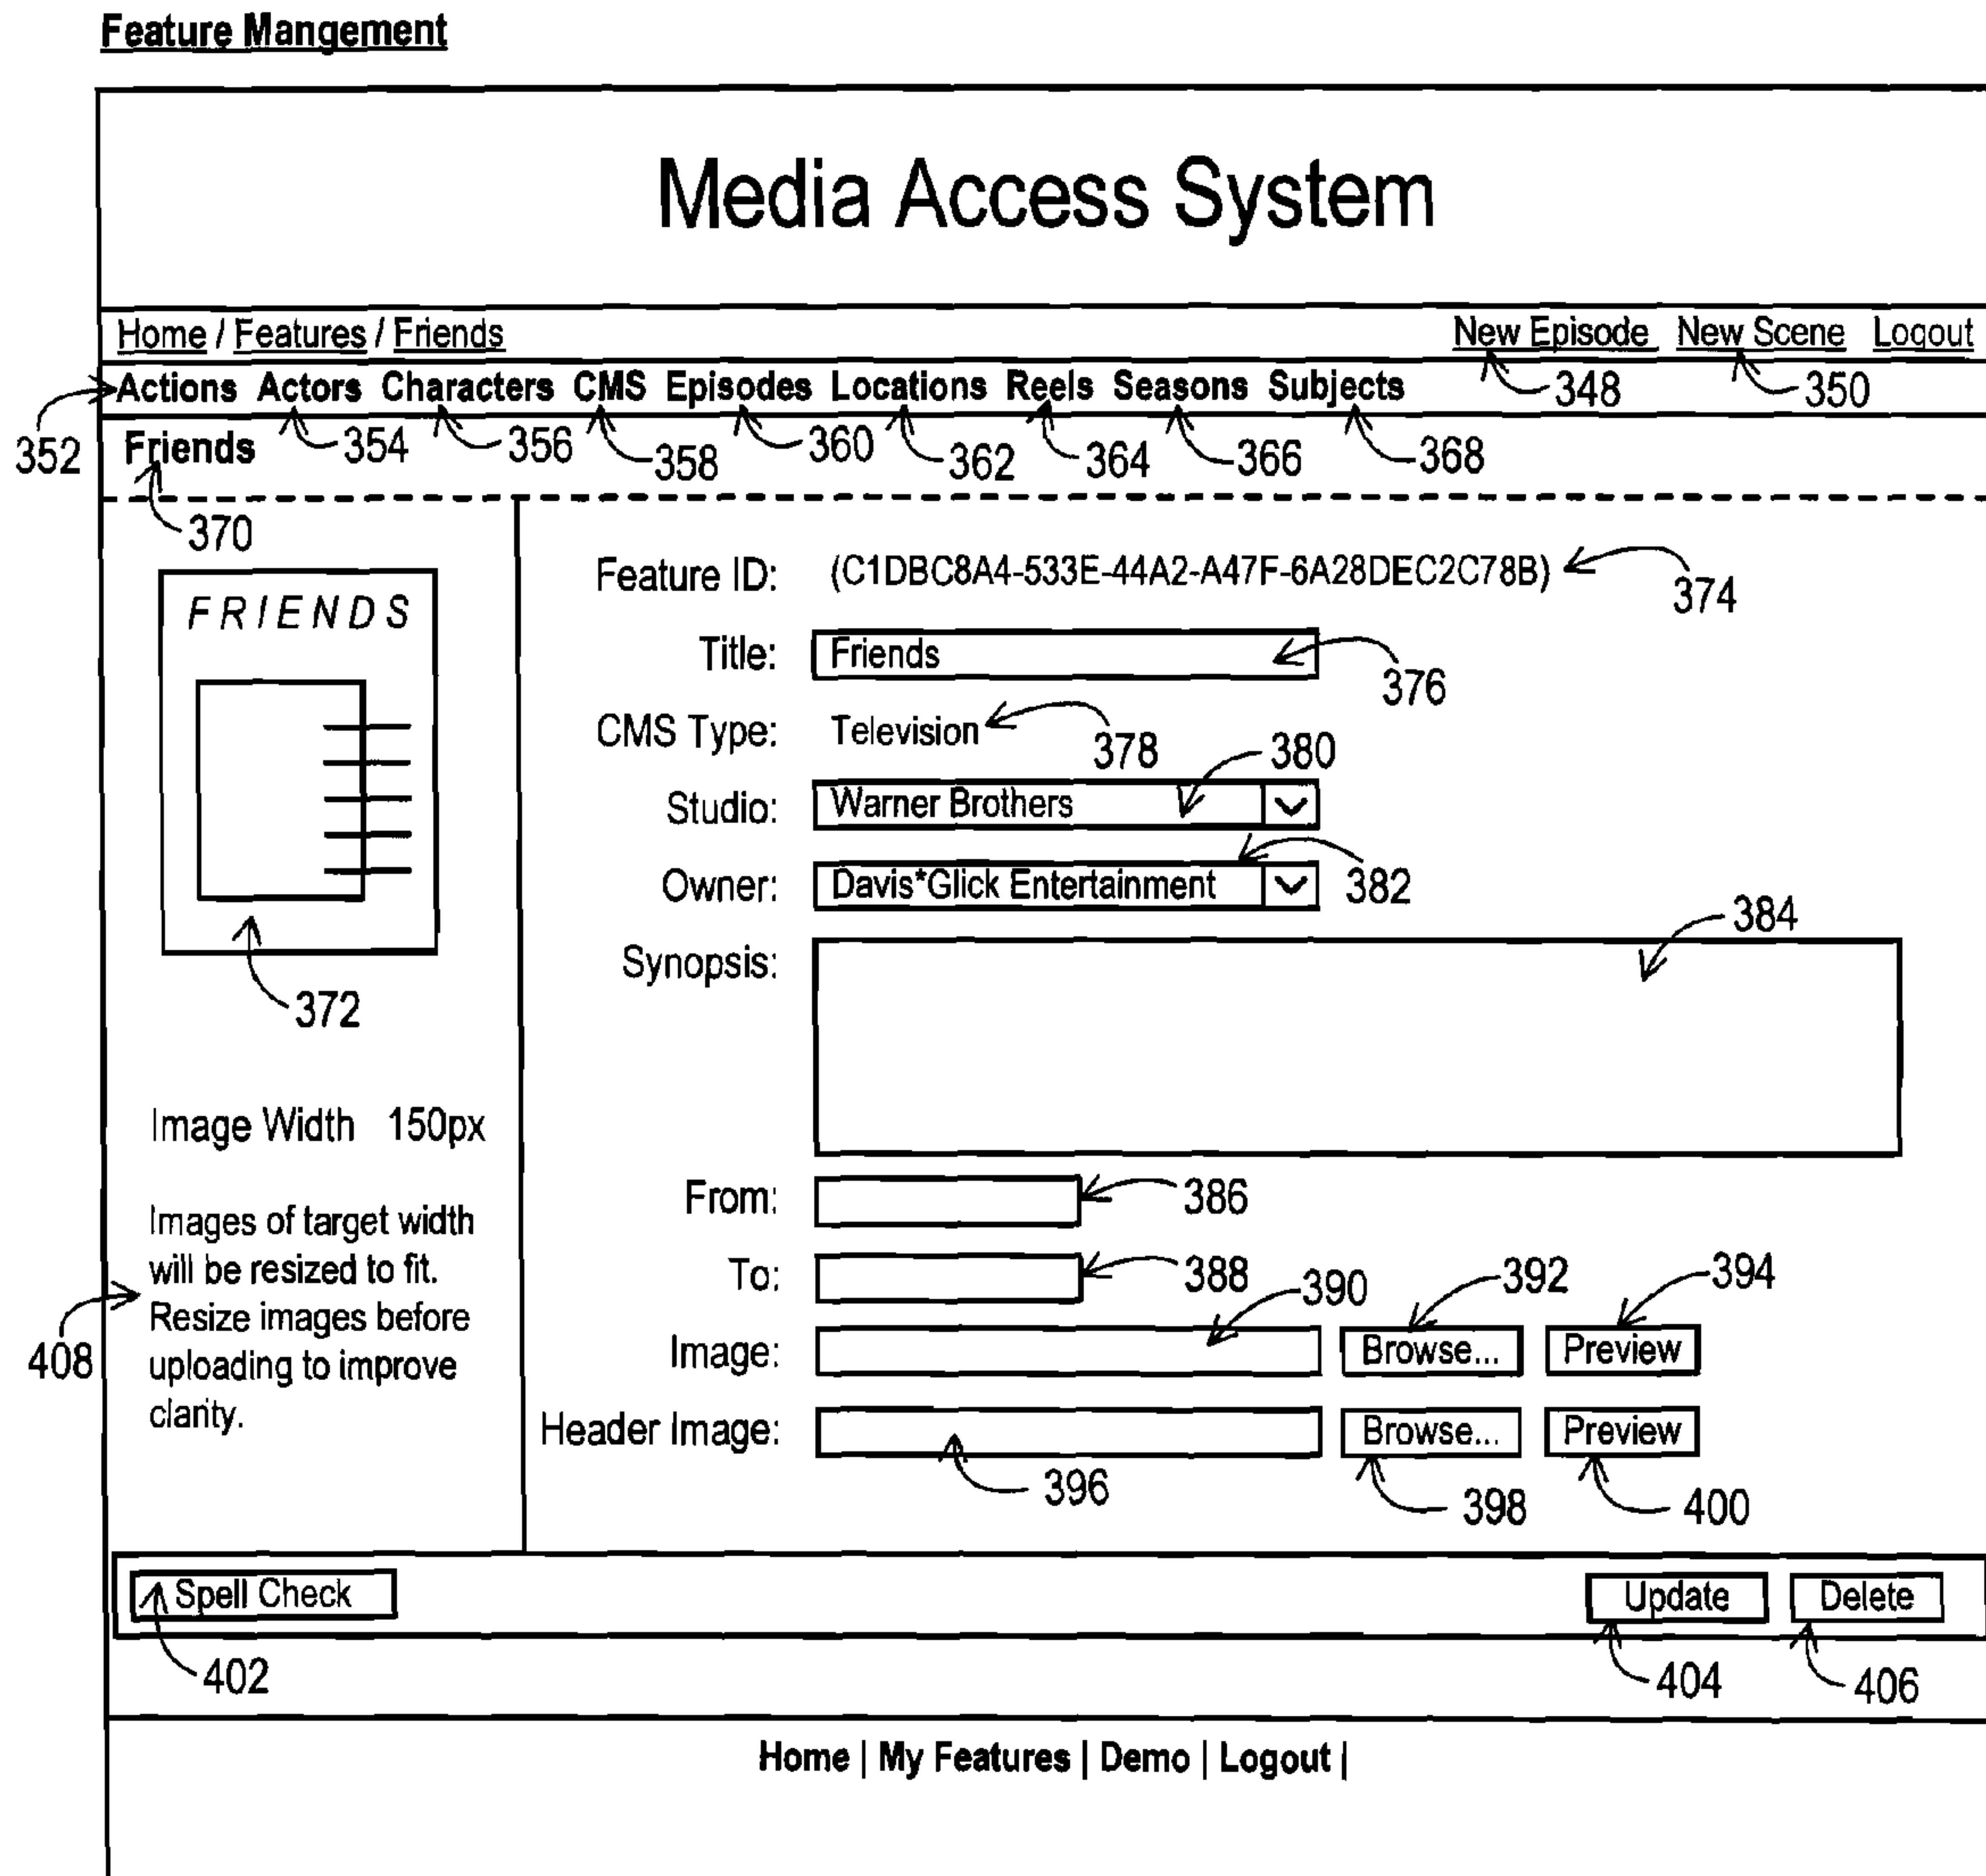 Feature Mangement
Media Access System
Home / Features / Friends New Episode New Scene Logout
Actions Actors Characters CMS Episodes Locations Reels Seasons Subjects 348 350
352 Friends 354 356 358 360 362 364 366 368
370
Feature ID: (C1DBC8A4-533E-44A2-A47F-6A28DEC2C78B) 374
FRIENDS
Title: Friends 376
CMS Type: Television 378 380
Studio: Warner Brothers
Owner: Davis*Glick Entertainment 382
384
Synopsis:
372
Image Width 150px
From: 386
Images of target width
will be resized to fit.
Resize images before
uploading to improve
clarity.
408
To: 388 390 392 394
Image: Browse... Preview
Header Image: Browse... Preview
396 398 400
Spell Check Update Delete
402 404 406
Home | My Features | Demo | Logout |